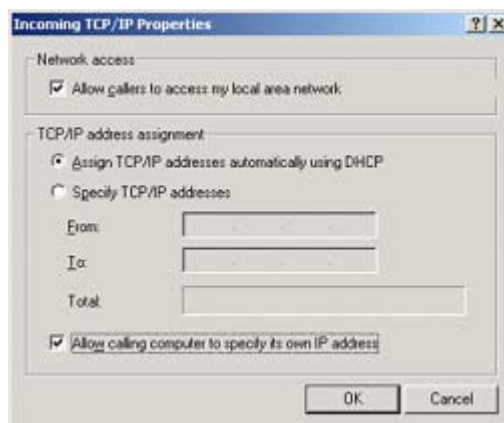 Incoming TCP/IP Properties
Network access
Allow callers to access my local area network
TCP/IP address assignment
Assign TCP/IP addresses automatically using DHCP
Specify TCP/IP addresses
From:
To:
Total:
Allow calling computer to specify its own IP address
OK
Cancel